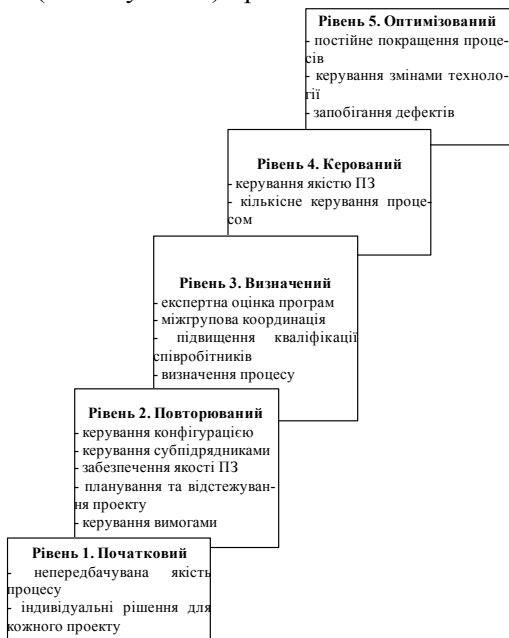 Рівень 5. Оптимізований
- постійне покращення проце-
сів
- керування змінами техноло-
гії
- запобігання дефектів
Рівень 4. Керований
- керування якістю ПЗ
- кількісне керування проце-
сом
Рівень 3. Визначений
- експертна оцінка програм
- міжгрупова координація
- підвищення кваліфікації
співробітників
- визначення процесу
Рівень 2. Повторюваний
- керування конфігурацією
- керування субпідрядниками
- забезпечення якості ПЗ
- планування та відстежуван-
ня проекту
- керування вимогами
Рівень 1. Початковий
- непередбачувана якість
процесу
- індивідуальні рішення для
кожного проекту